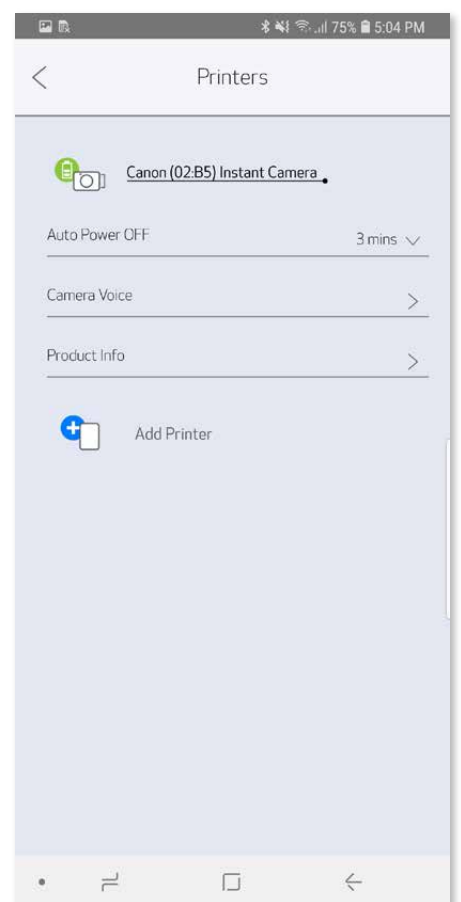 75% 5:04 PM
Printers
Canon (02:B5) Instant Camera
Auto Power OFF 3 mins
Camera Voice
Product Info
Add Printer